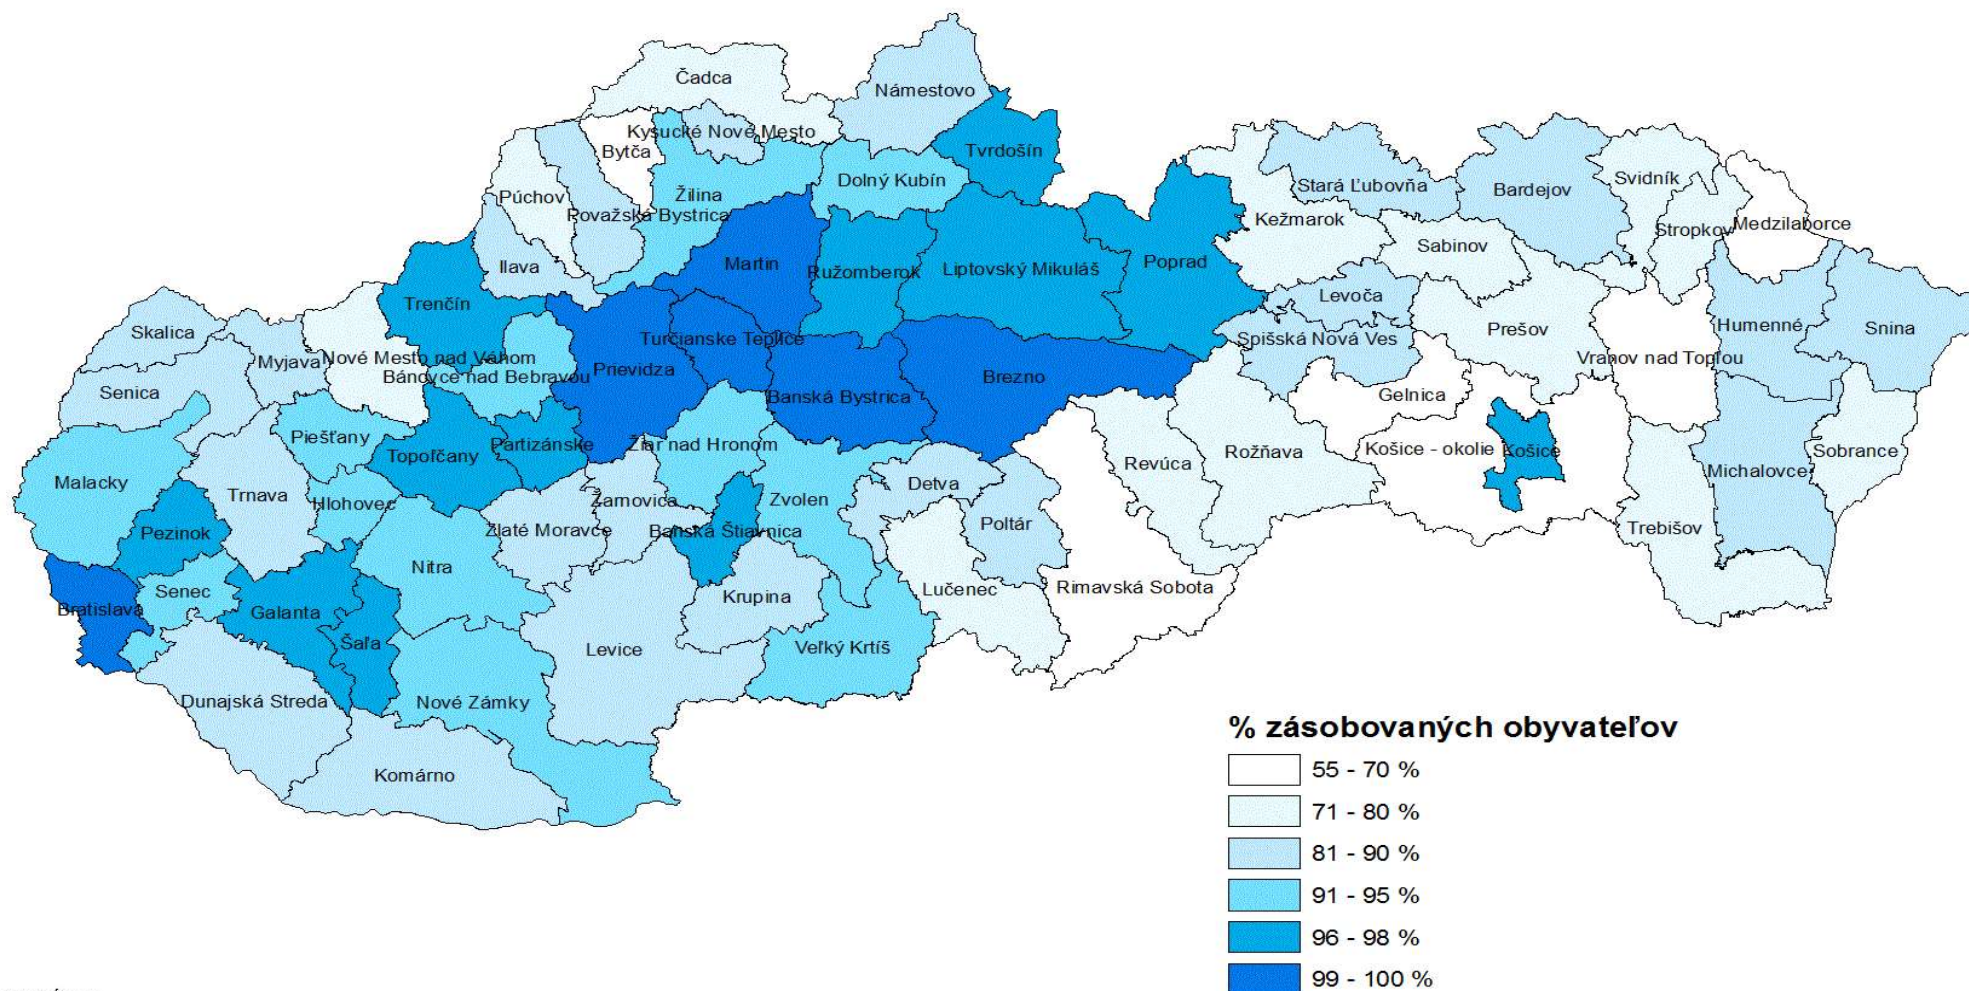 Čadca
Námestovo
Kysucké Nové Mesto
Bytča
Tvrdošín
Dolný Kubín
Žilina
Púchov
Považská Bystrica
Stará Ľubovňa
Bardejov
Svidník
Kežmarok
Stropkov
Medzilaborce
Sabinov
Ilava
Martin
Ružomberok
Liptovský Mikuláš
Poprad
Levoča
Trenčín
Skalica
Turčianske Teplice
Spišská Nová Ves
Prešov
Humenné
Snina
Myjava
Nové Mesto nad Váhom
Vranov nad Topľou
Bánovce nad Bebravou
Prievidza
Brezno
Senica
Banská Bystrica
Gelnica
Piešťany
Partizánske
Žiar nad Hronom
Topoľčany
Košice - okolie
Košice
Revúca
Rožňava
Sobrance
Michalovce
Malacky
Trnava
Hlohovec
Žarnovica
Zvolen
Detva
Poltár
Trebišov
Pezinok
Zlaté Moravce
Banská Štiavnica
Nitra
Senec
Krupina
Lučenec
Rimavská Sobota
Bratislava
Galanta
Šaľa
Levice
Veľký Krtíš
Dunajská Streda
Nové Zámky
Komárno
% zásobovaných obyvateľov
55 - 70 %
71 - 80 %
81 - 90 %
91 - 95 %
96 - 98 %
99 - 100 %